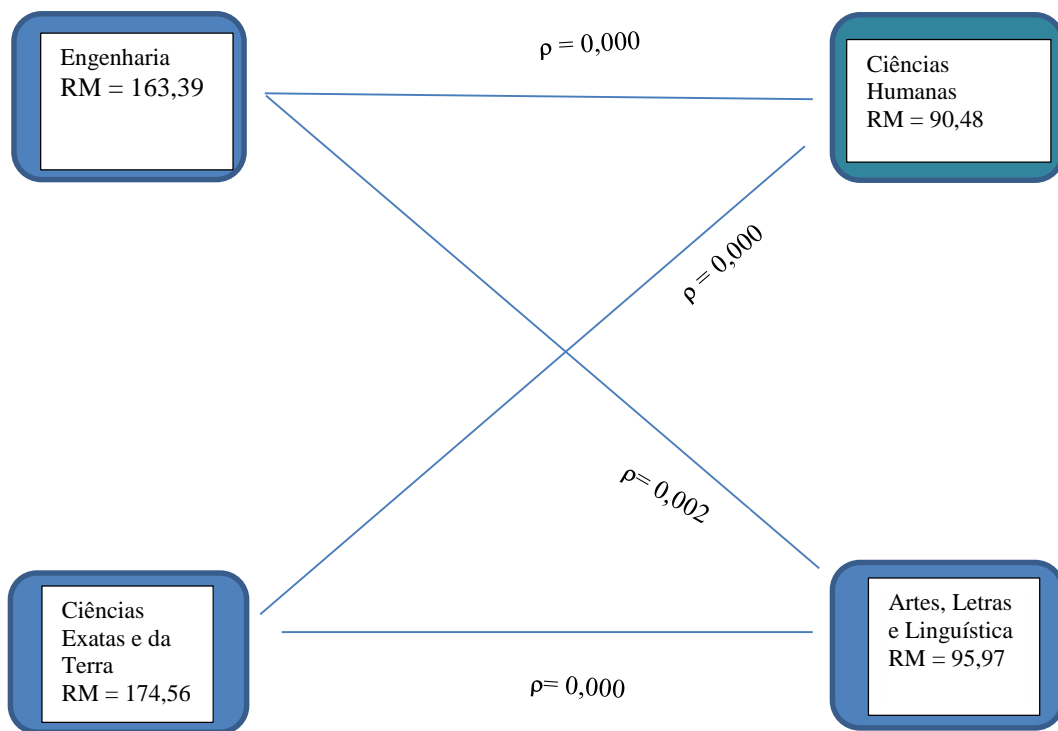 Engenharia
RM = 163,39
ρ = 0,000
Ciências
Humanas
RM = 90,48
ρ = 0,000
ρ= 0,002
Ciências
Exatas e da
Terra
RM = 174,56
ρ= 0,000
Artes, Letras
e Linguística
RM = 95,97